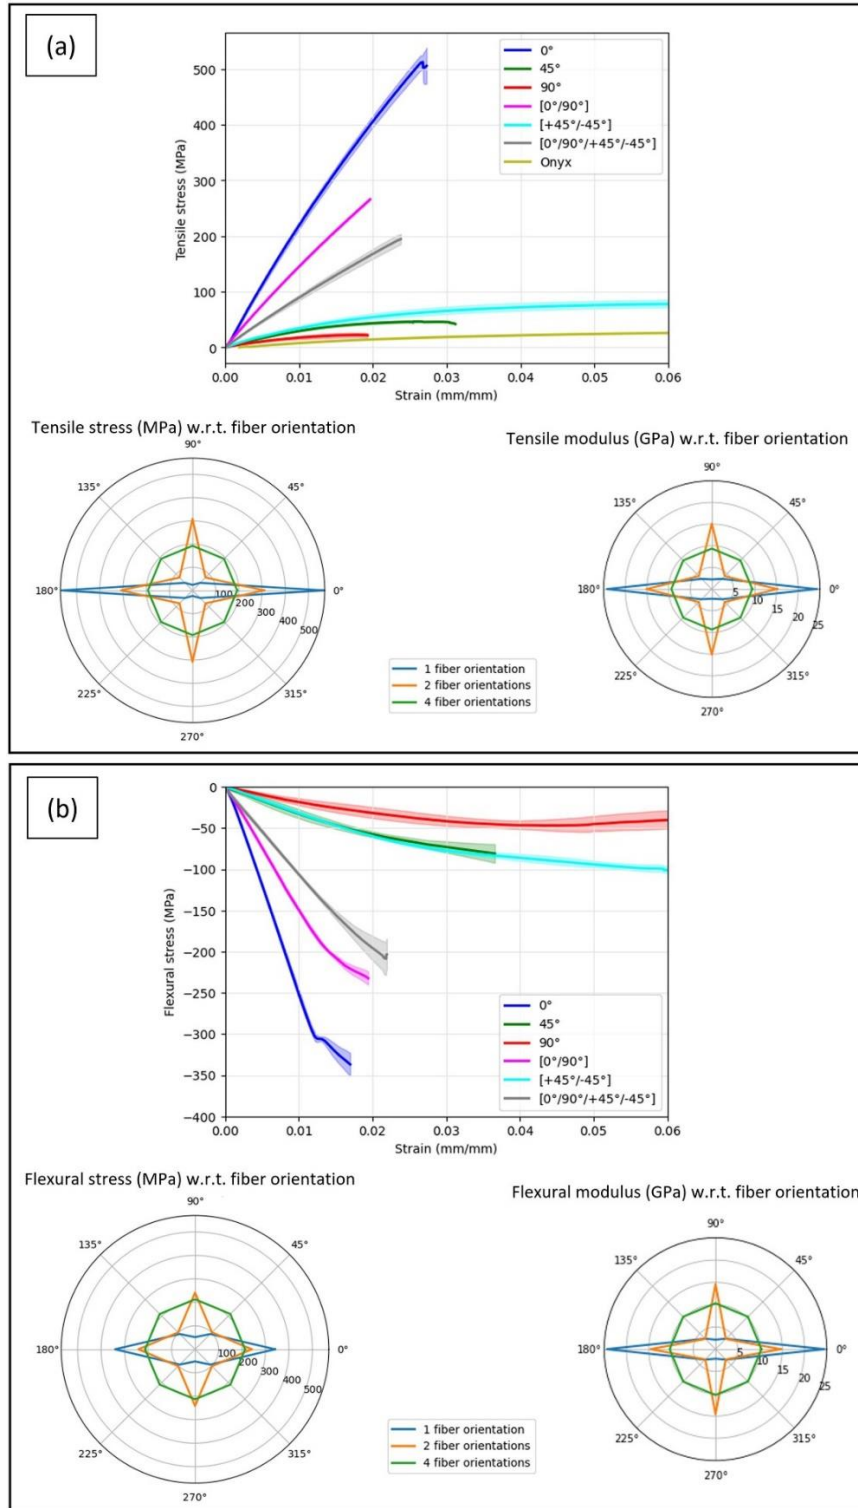 (a)
500
400
300
200
100
0
Tensile stress (MPa)
0°
45°
90°
[0°/90°]
[+45°/-45°]
[0°/90°/+45°/-45°]
Onyx
0.00 0.01 0.02 0.03 0.04 0.05 0.06
Strain (mm/mm)
Tensile stress (MPa) w.r.t. fiber orientation
90°
135° 45°
180° 0°
100 200 300 400 500
225° 315°
270°
Tensile modulus (GPa) w.r.t. fiber orientation
90°
135° 45°
180° 0°
5 10 15 20 25
225° 315°
270°
1 fiber orientation
2 fiber orientations
4 fiber orientations
(b)
0
−50
−100
−150
−200
−250
−300
−350
−400
Flexural stress (MPa)
0°
45°
90°
[0°/90°]
[+45°/-45°]
[0°/90°/+45°/-45°]
0.00 0.01 0.02 0.03 0.04 0.05 0.06
Strain (mm/mm)
Flexural stress (MPa) w.r.t. fiber orientation
90°
135° 45°
180° 0°
100 200 300 400 500
225° 315°
270°
Flexural modulus (GPa) w.r.t. fiber orientation
90°
135° 45°
180° 0°
5 10 15 20 25
225° 315°
270°
1 fiber orientation
2 fiber orientations
4 fiber orientations